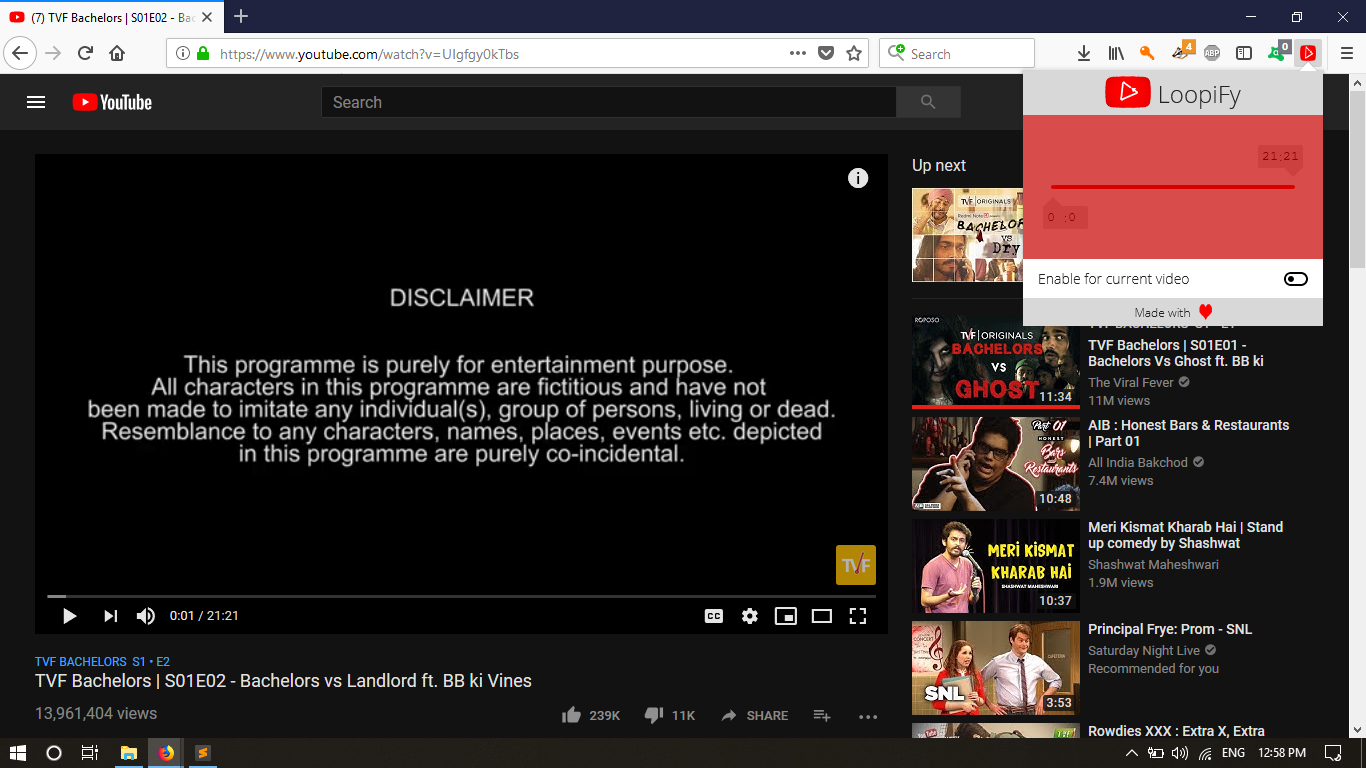 (7) TVF Bachelors | S01E02 - Bac
https://www.youtube.com/watch?v=UIgfgy0kTbs
Search
4
ABP
0
YouTube
Search
LoopiFy
21:21
0 :0
Enable for current video
Made with
DISCLAIMER
This programme is purely for entertainment purpose.
All characters in this programme are fictitious and have not
been made to imitate any individual(s), group of persons, living or dead.
Resemblance to any characters, names, places, events etc. depicted
in this programme are purely co-incidental.
TVF
0:01 / 21:21
CC
TVF BACHELORS S1 • E2
TVF Bachelors | S01E02 - Bachelors vs Landlord ft. BB ki Vines
13,961,404 views
239K
11K
SHARE
Up next
TVF ORIGINALS
BACHELOR
VS
Dry
ROPOSO
TVF ORIGINALS
BACHELORS
VS
GHOST
11:34
TVF BACHELORS S1 • E1
TVF Bachelors | S01E01 -
Bachelors Vs Ghost ft. BB ki
The Viral Fever
11M views
Part 01
HONEST
Bars
Restaurants
10:48
AIB : Honest Bars & Restaurants
| Part 01
All India Bakchod
7.4M views
MERI KISMAT
KHARAB HAI
SHASHWAT MAHESHWARI
10:37
Meri Kismat Kharab Hai | Stand
up comedy by Shashwat
Shashwat Maheshwari
1.9M views
SNL
3:53
Principal Frye: Prom - SNL
Saturday Night Live
Recommended for you
Rowdies XXX : Extra X, Extra
ENG
12:58 PM